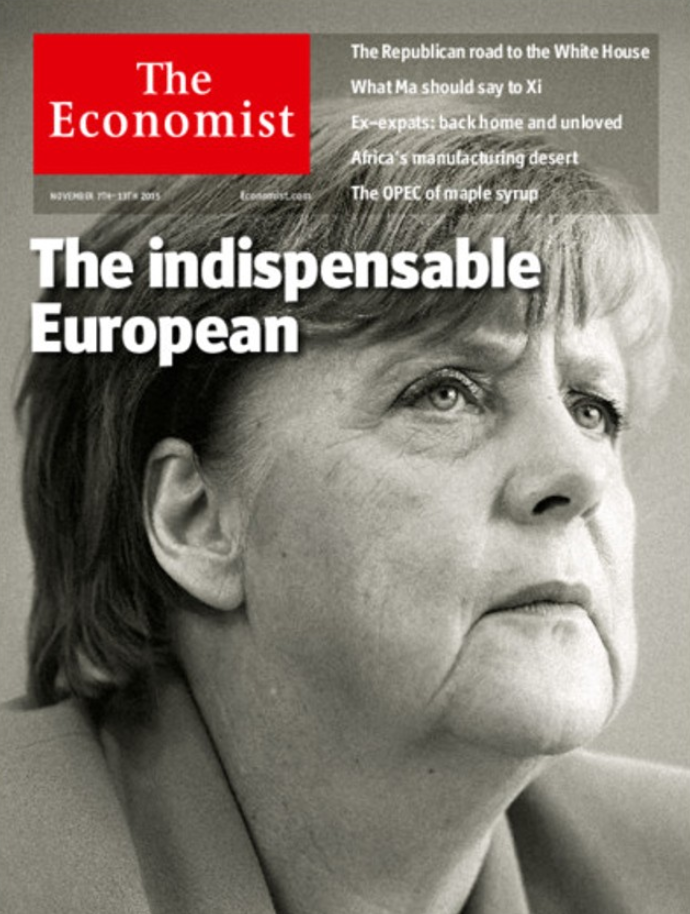 The
Economist
NOVEMBER 7TH–13TH 2015
Economist.com
The Republican road to the White House
What Ma should say to Xi
Ex-expats: back home and unloved
Africa's manufacturing desert
The OPEC of maple syrup
The indispensable
European